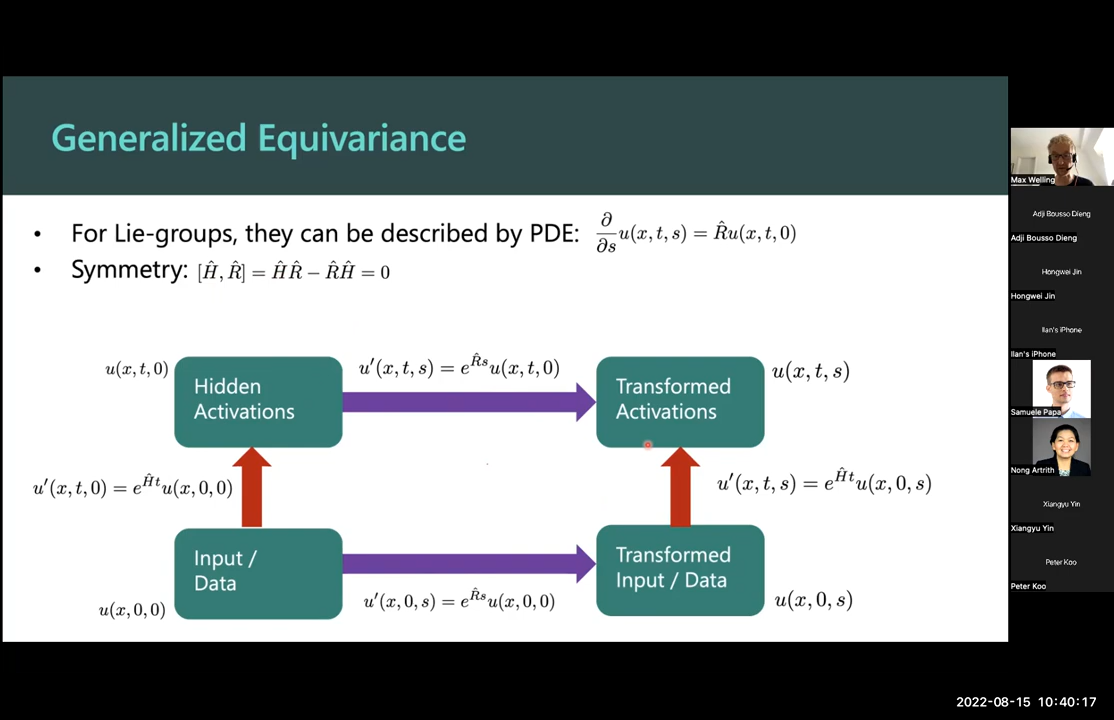 Generalized Equivariance
• For Lie-groups, they can be described by PDE: ∂/∂s u(x, t, s) = R̂u(x, t, 0)
• Symmetry: [Ĥ, R̂] = ĤR̂ − R̂Ĥ = 0
u(x, t, 0)
Hidden
Activations
u′(x, t, s) = e^{R̂s}u(x, t, 0)
Transformed
Activations
u(x, t, s)
u′(x, t, 0) = e^{Ĥt}u(x, 0, 0)
u′(x, t, s) = e^{Ĥt}u(x, 0, s)
Input /
Data
u(x, 0, 0)
u′(x, 0, s) = e^{R̂s}u(x, 0, 0)
Transformed
Input / Data
u(x, 0, s)
Max Welling
Adji Bousso Dieng
Adji Bousso Dieng
Hongwei Jin
Hongwei Jin
Ilan's iPhone
Ilan's iPhone
Samuele Papa
Nong Artrith
Xiangyu Yin
Xiangyu Yin
Peter Koo
Peter Koo
2022-08-15 10:40:17